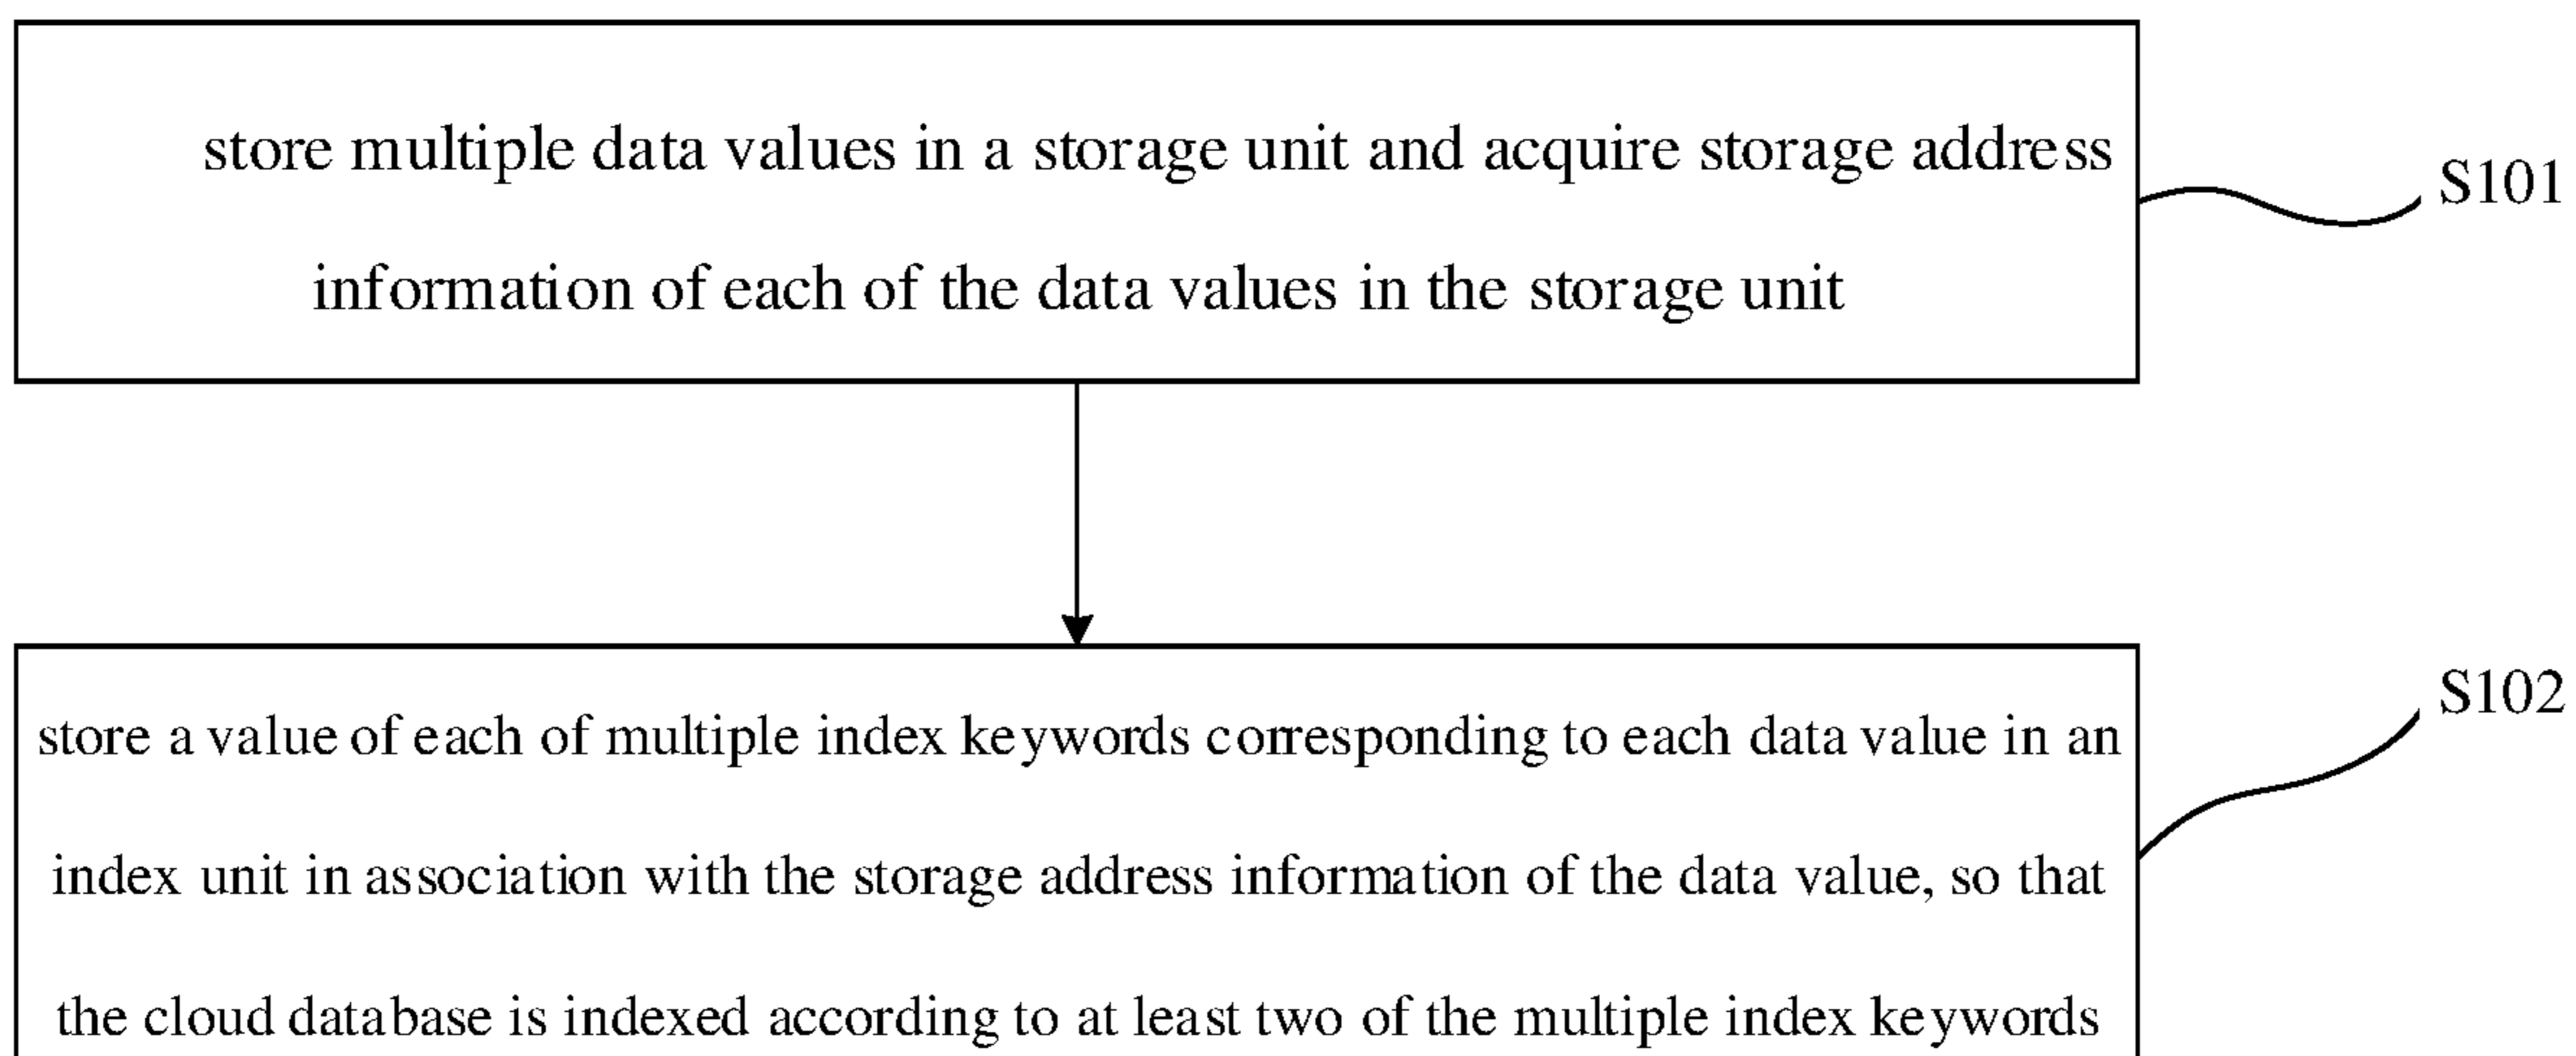 store multiple data values in a storage unit and acquire storage address
information of each of the data values in the storage unit
S101
store a value of each of multiple index keywords corresponding to each data value in an
index unit in association with the storage address information of the data value, so that
the cloud database is indexed according to at least two of the multiple index keywords
S102